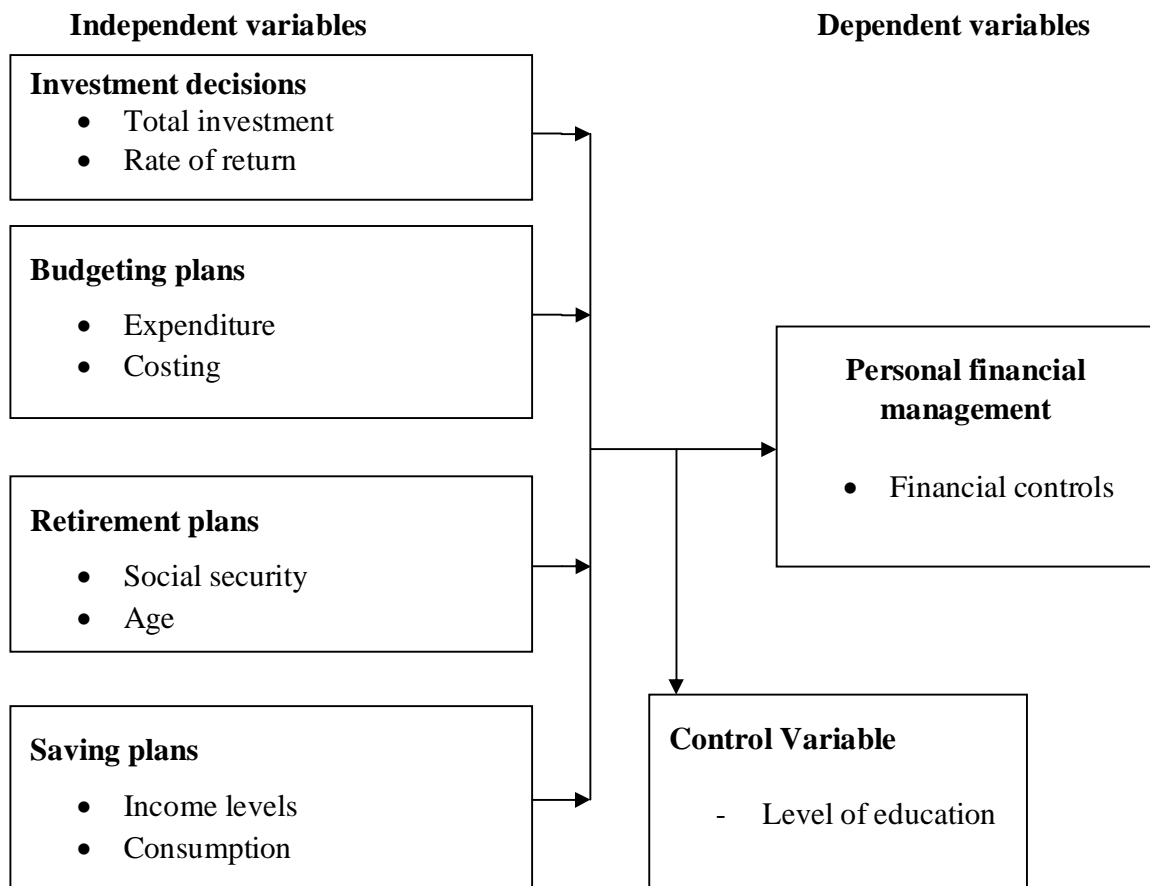 Independent variables
Dependent variables
Investment decisions
• Total investment
• Rate of return
Budgeting plans
• Expenditure
• Costing
Personal financial
management
• Financial controls
Retirement plans
• Social security
• Age
Saving plans
• Income levels
• Consumption
Control Variable
- Level of education